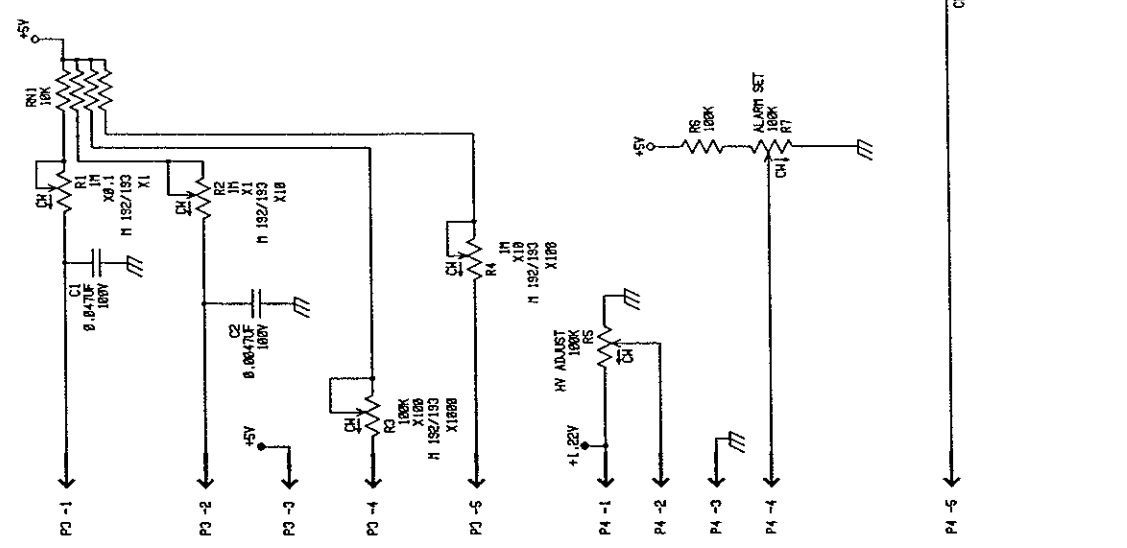 +5V
RN1
10K
R1
1M
X0.1
M 192/193
X1
CW
C1
0.047UF
100V
R2
1M
X1
M 192/193
X10
CW
C2
0.0047UF
100V
+5V
CW
R3
100K
X100
M 192/193
X1000
CW
R4
1M
X10
M 192/193
X100
HV ADJUST
100K
R5
CW
+1.22V
+5V
R6
100K
ALARM SET
100K
R7
CW
P3 -1
P3 -2
P3 -3
P3 -4
P3 -5
P4 -1
P4 -2
P4 -3
P4 -4
P4 -5